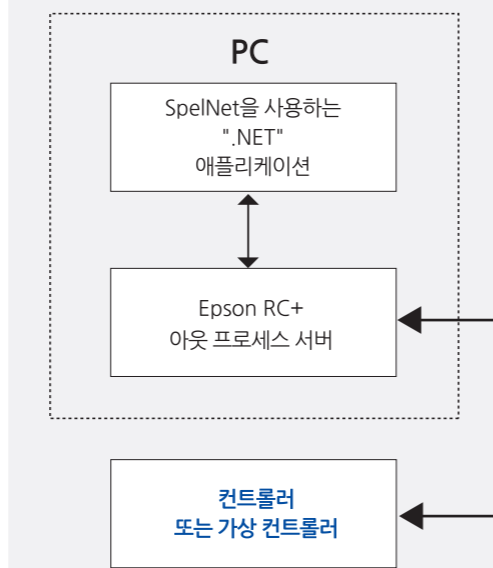 PC
SpelNet을 사용하는
".NET"
애플리케이션
Epson RC+
아웃 프로세스 서버
컨트롤러
또는 가상 컨트롤러